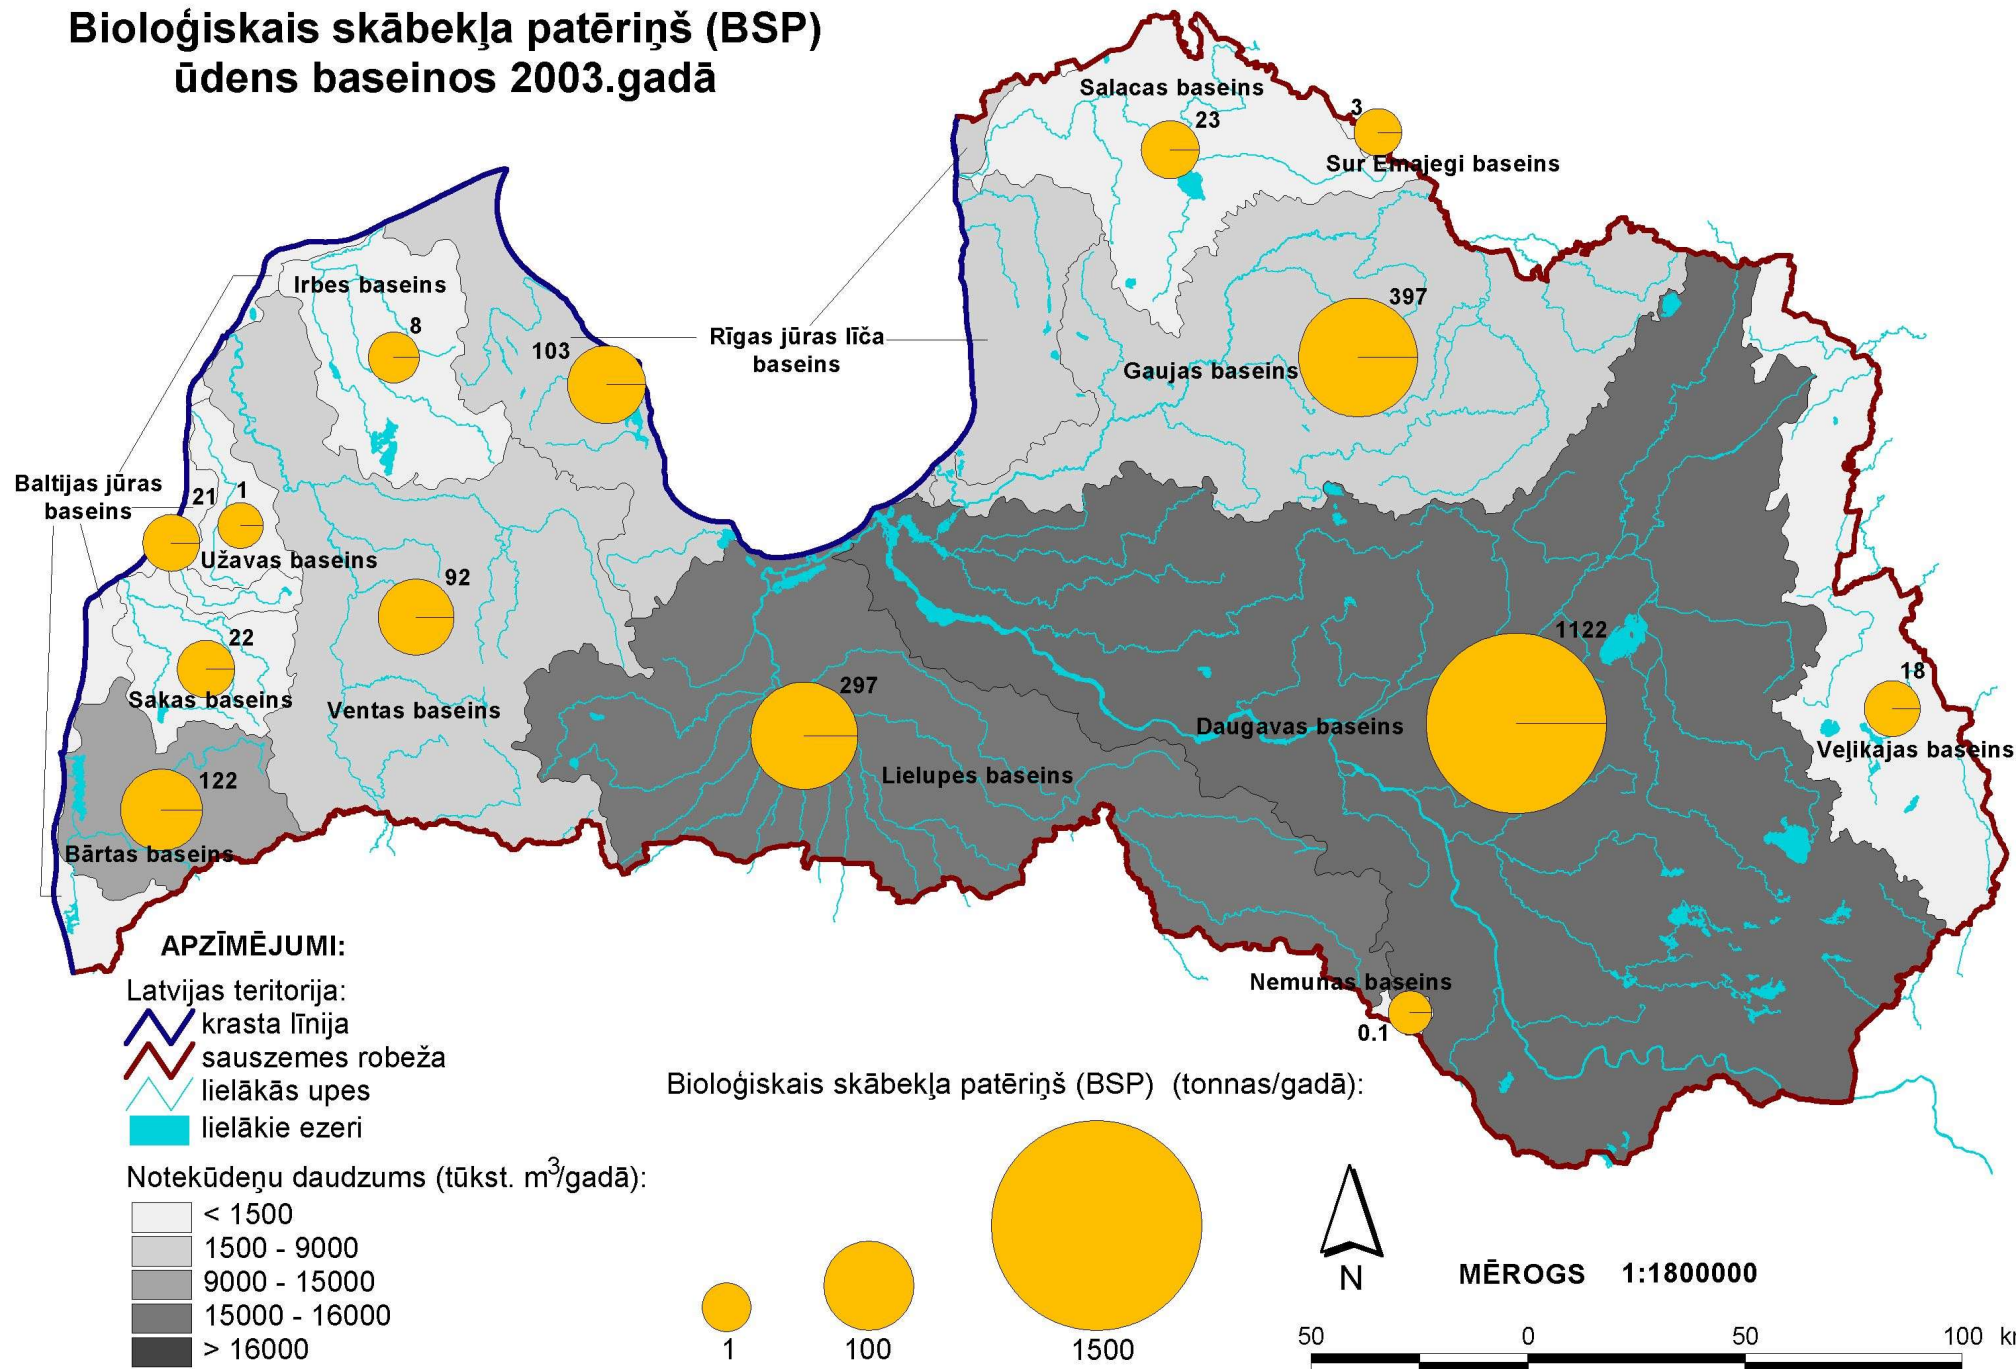 Bioloģiskais skābekļa patēriņš (BSP)
ūdens baseinos 2003.gadā
Salacas baseins
23
3
Sur Emajegi baseins
Irbes baseins
8
103
Rīgas jūras līča
baseins
397
Gaujas baseins
Baltijas jūras
baseins
21
1
Užavas baseins
92
22
Sakas baseins
Ventas baseins
297
1122
18
Daugavas baseins
Veļikajas baseins
Lielupes baseins
122
Bārtas baseins
Nemunas baseins
0.1
APZĪMĒJUMI:
Latvijas teritorija:
krasta līnija
sauszemes robeža
lielākās upes
lielākie ezeri
Notekūdeņu daudzums (tūkst. m³/gadā):
< 1500
1500 - 9000
9000 - 15000
15000 - 16000
> 16000
Bioloģiskais skābekļa patēriņš (BSP) (tonnas/gadā):
1
100
1500
N
MĒROGS 1:1800000
50 0 50 100